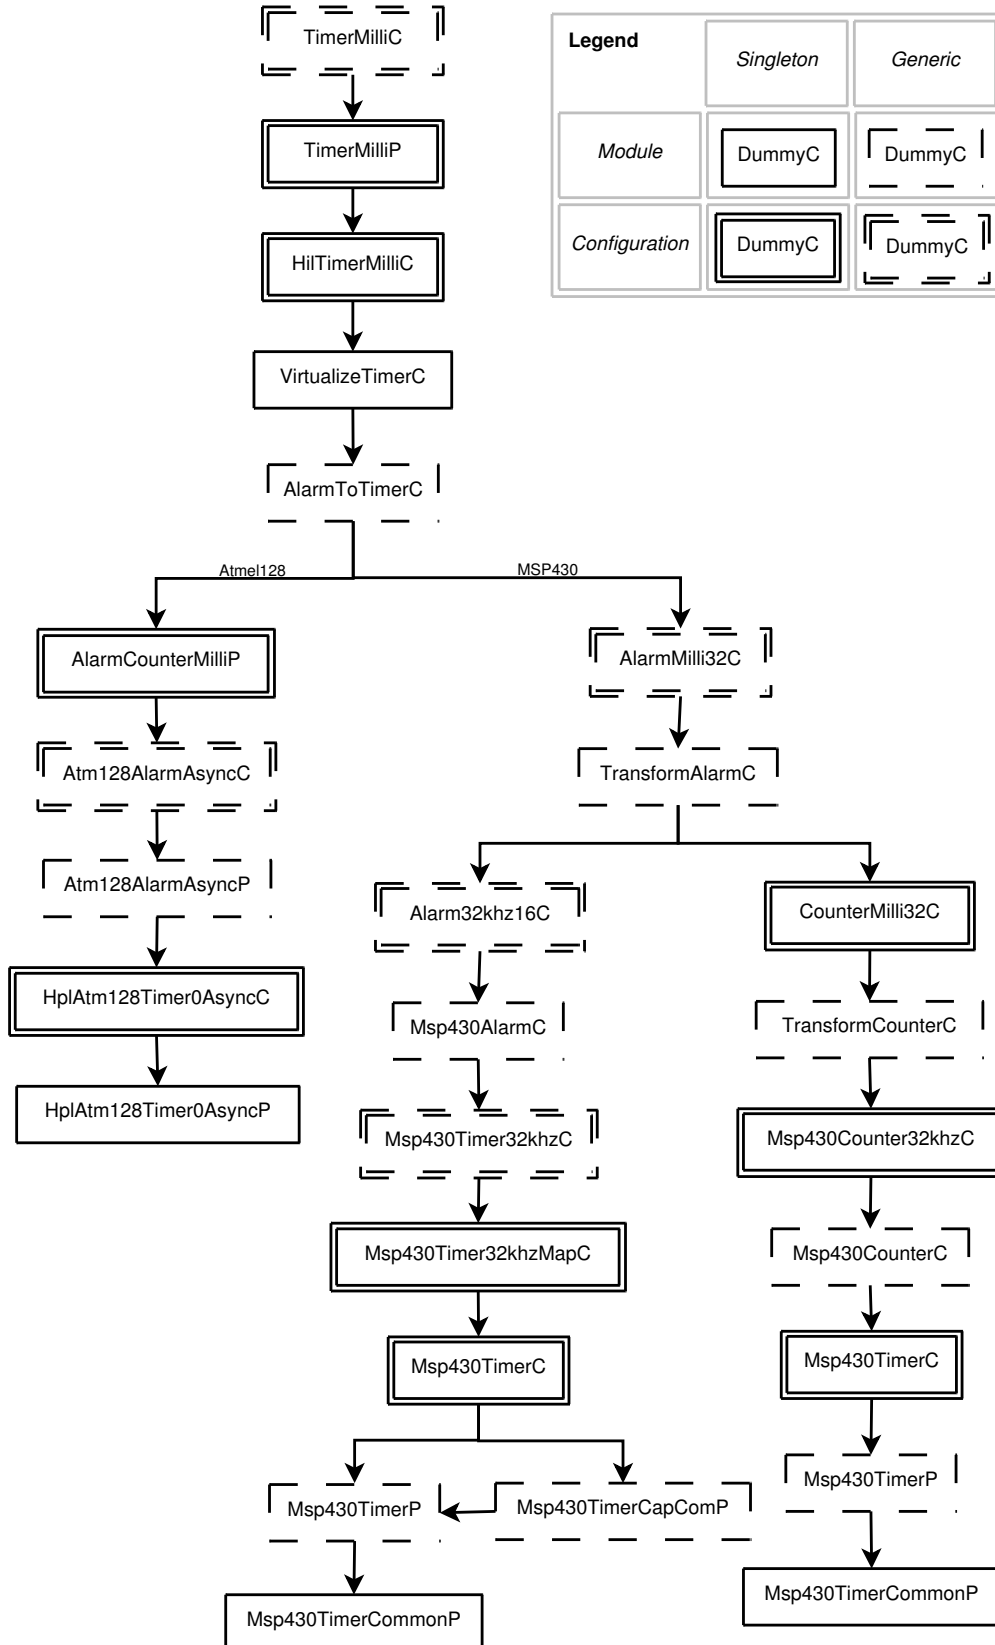 TimerMilliC
Legend
Singleton
Generic
TimerMilliP
Module
DummyC
DummyC
HilTimerMilliC
Configuration
DummyC
DummyC
VirtualizeTimerC
AlarmToTimerC
Atmel128
MSP430
AlarmCounterMilliP
AlarmMilli32C
Atm128AlarmAsyncC
TransformAlarmC
Atm128AlarmAsyncP
Alarm32khz16C
CounterMilli32C
HplAtm128Timer0AsyncC
Msp430AlarmC
TransformCounterC
HplAtm128Timer0AsyncP
Msp430Timer32khzC
Msp430Counter32khzC
Msp430Timer32khzMapC
Msp430CounterC
Msp430TimerC
Msp430TimerC
Msp430TimerP
Msp430TimerCapComP
Msp430TimerP
Msp430TimerCommonP
Msp430TimerCommonP